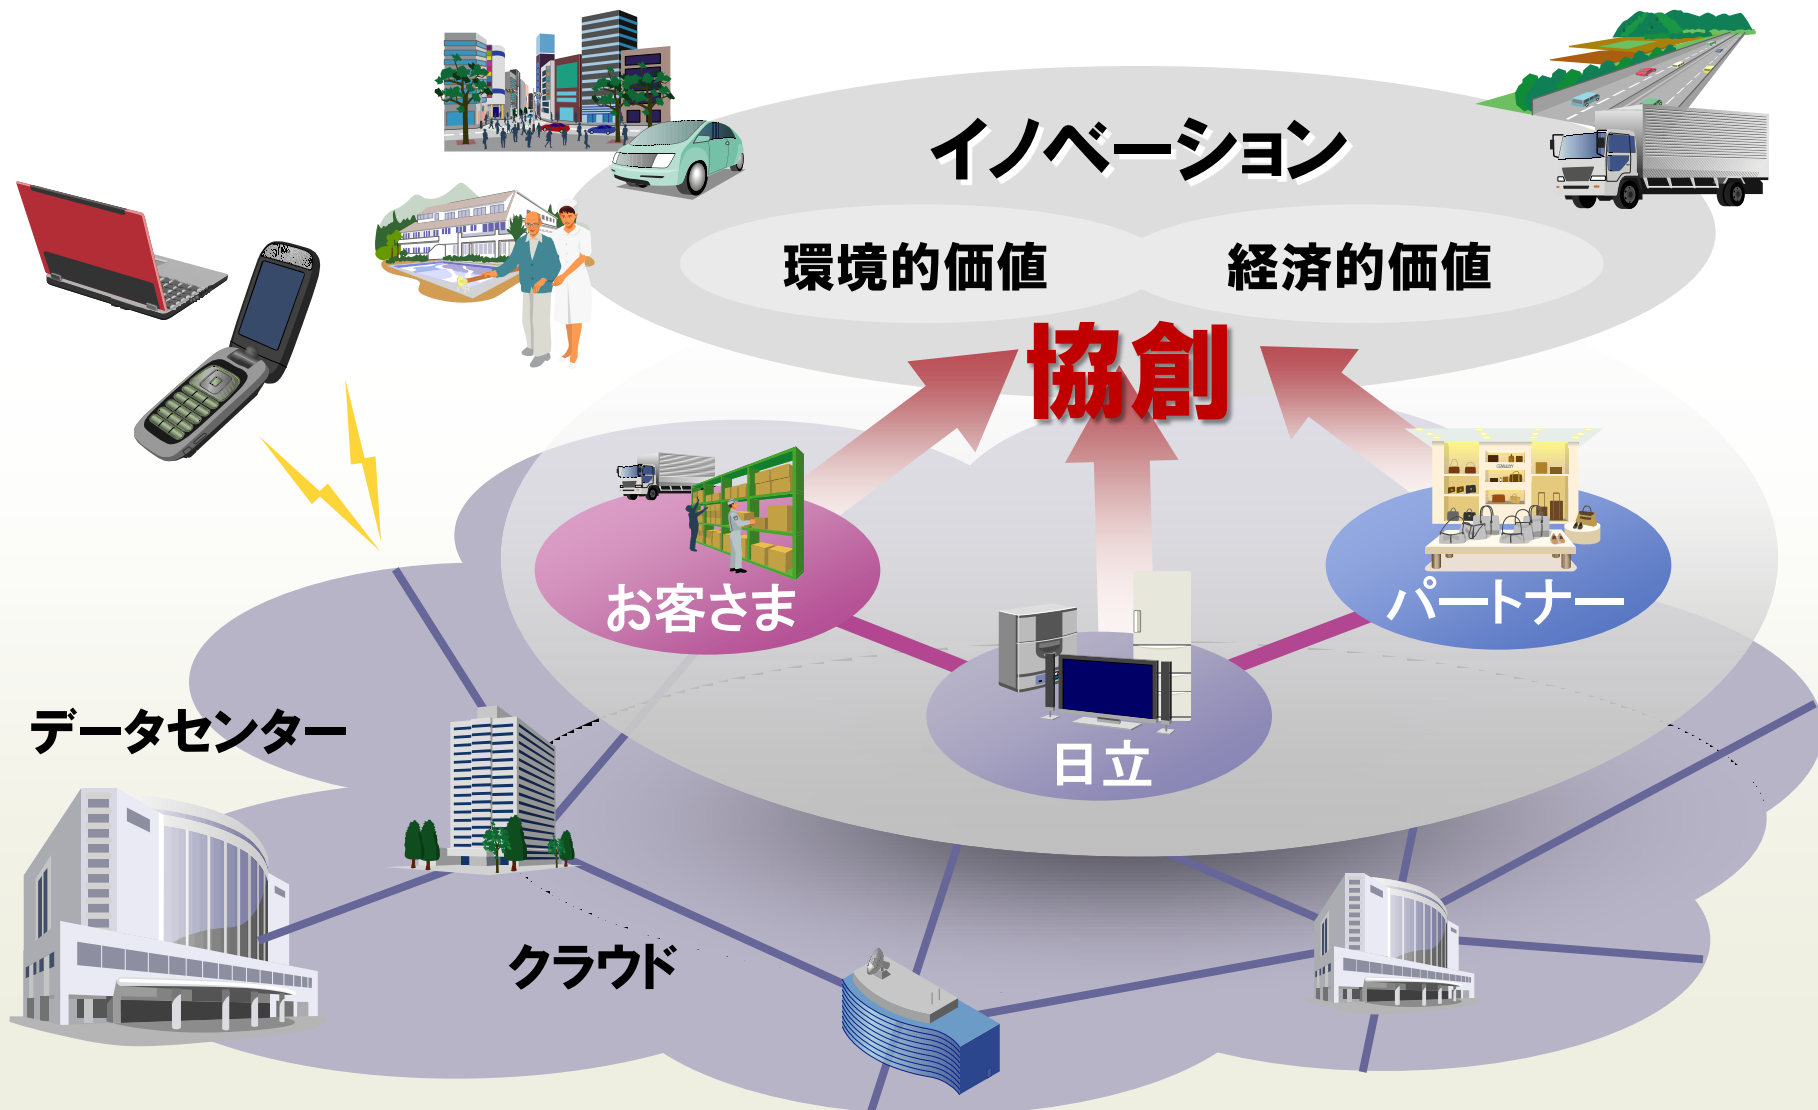 イノベーション
環境的価値
経済的価値
協創
お客さま
パートナー
日立
データセンター
クラウド